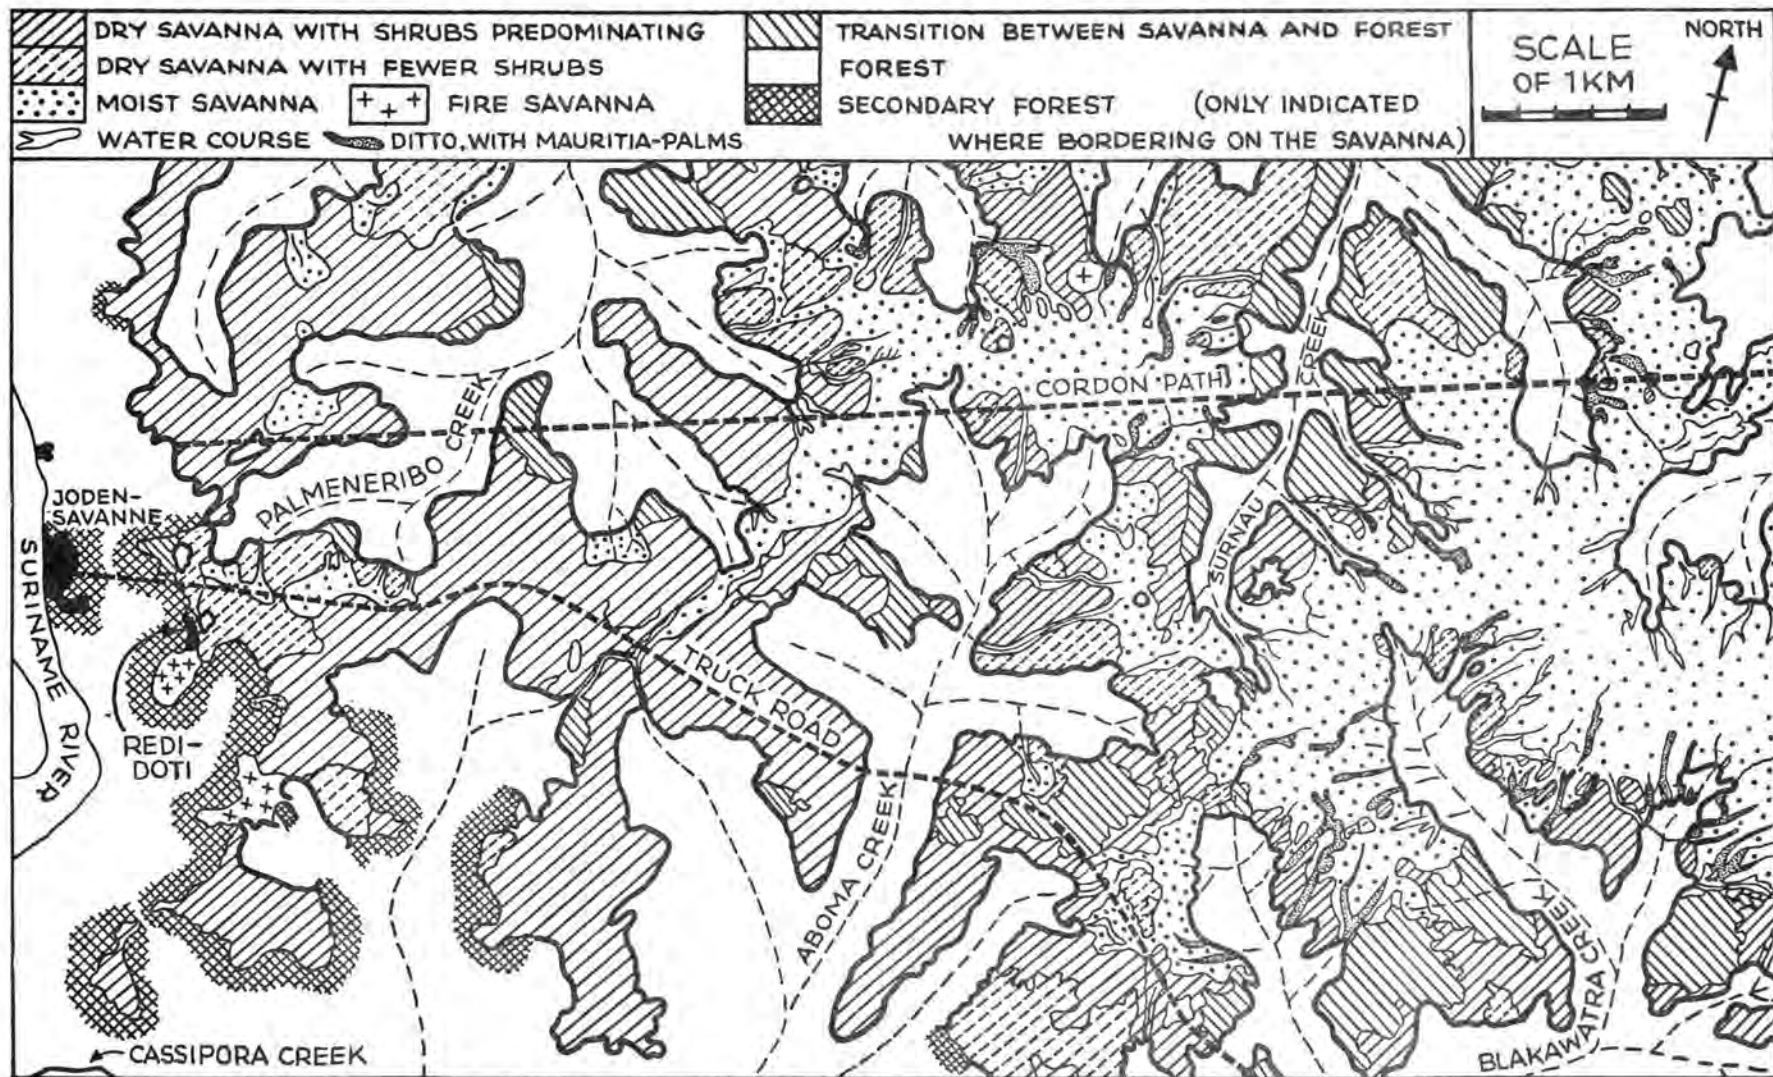 DRY SAVANNA WITH SHRUBS PREDOMINATING
DRY SAVANNA WITH FEWER SHRUBS
MOIST SAVANNA
FIRE SAVANNA
WATER COURSE
DITTO, WITH MAURITIA-PALMS
TRANSITION BETWEEN SAVANNA AND FOREST
FOREST
SECONDARY FOREST (ONLY INDICATED
WHERE BORDERING ON THE SAVANNA)
SCALE
OF 1KM
NORTH
CORDON PATH
CREEK
SURNAU
PALMENERIBO CREEK
JODEN-
SAVANNE
SURINAME RIVER
REDI-
DOTI
TRUCK ROAD
ABOMA CREEK
BLAKAWATRA CREEK
CASSIPORA CREEK